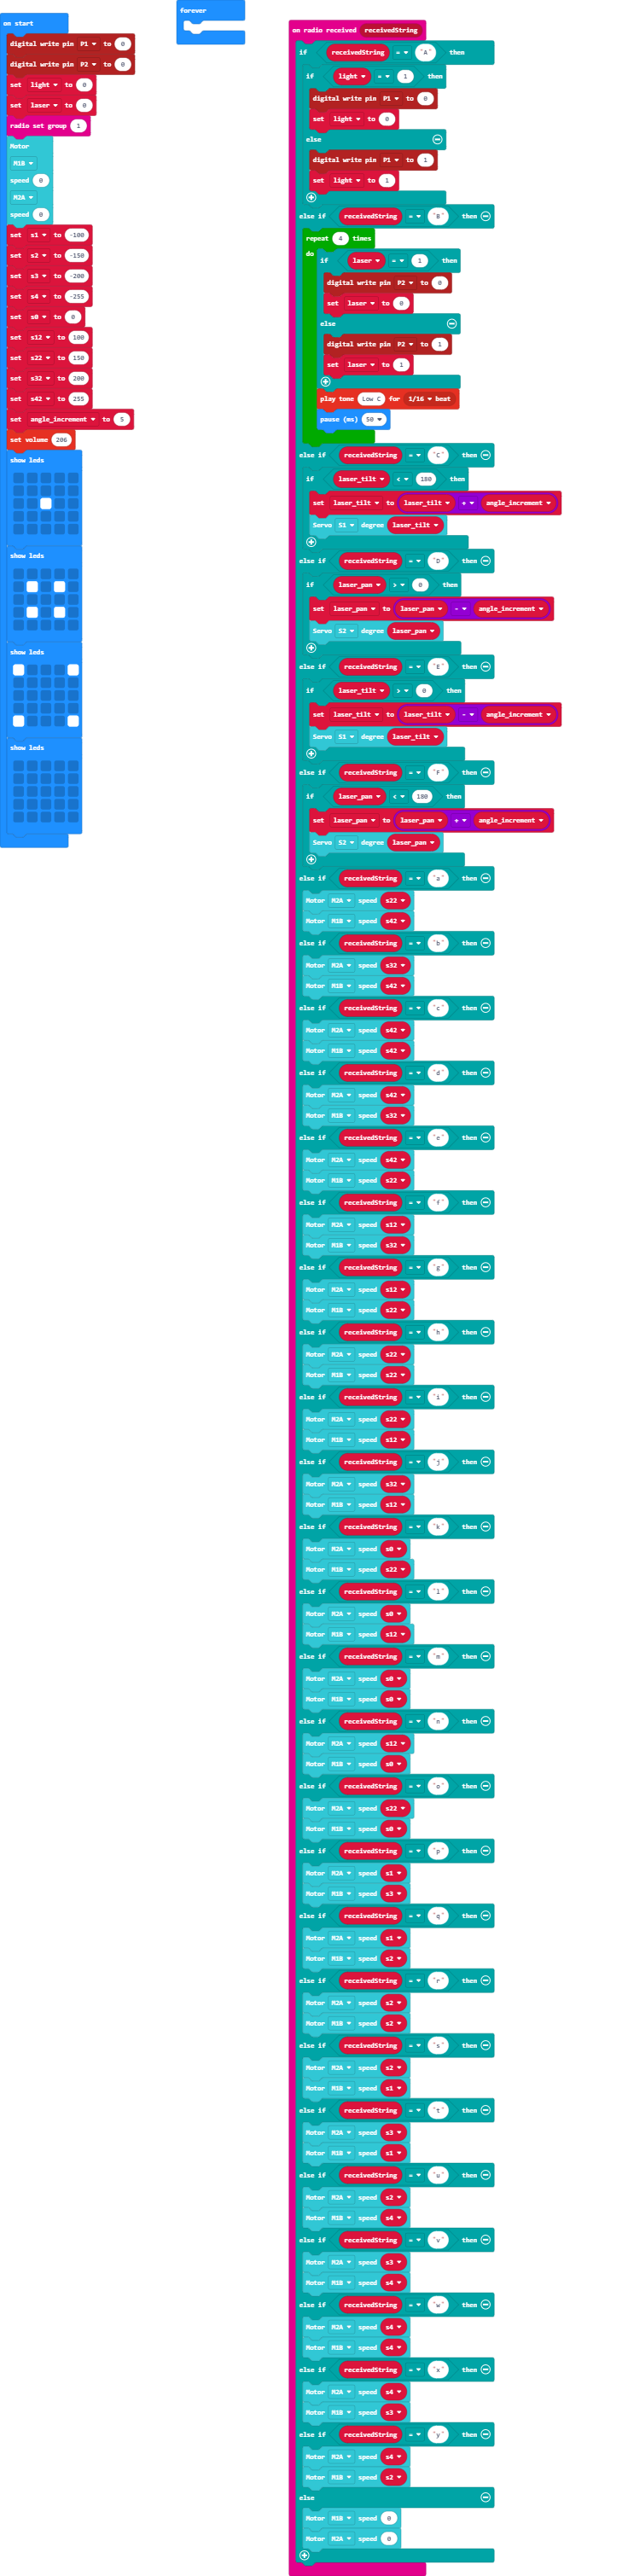 on start
digital write pin P1 to 0
digital write pin P2 to 0
set light to 0
set laser to 0
radio set group 1
Motor
M1B
speed 0
M2A
speed 0
set s1 to -100
set s2 to -150
set s3 to -200
set s4 to -255
set s0 to 0
set s12 to 100
set s22 to 150
set s32 to 200
set s42 to 255
set angle_increment to 5
set volume 206
show leds
show leds
show leds
show leds
forever
on radio received receivedString
if receivedString = "A" then
if light = 1 then
digital write pin P1 to 0
set light to 0
else
digital write pin P1 to 1
set light to 1
else if receivedString = "B" then
repeat 4 times
do if laser = 1 then
digital write pin P2 to 0
set laser to 0
else
digital write pin P2 to 1
set laser to 1
play tone Low C for 1/16 beat
pause (ms) 50
else if receivedString = "C" then
if laser_tilt < 180 then
set laser_tilt to laser_tilt + angle_increment
Servo S1 degree laser_tilt
else if receivedString = "D" then
if laser_pan > 0 then
set laser_pan to laser_pan - angle_increment
Servo S2 degree laser_pan
else if receivedString = "E" then
if laser_tilt > 0 then
set laser_tilt to laser_tilt - angle_increment
Servo S1 degree laser_tilt
else if receivedString = "F" then
if laser_pan < 180 then
set laser_pan to laser_pan + angle_increment
Servo S2 degree laser_pan
else if receivedString = "a" then
Motor M2A speed s22
Motor M1B speed s42
else if receivedString = "b" then
Motor M2A speed s32
Motor M1B speed s42
else if receivedString = "c" then
Motor M2A speed s42
Motor M1B speed s42
else if receivedString = "d" then
Motor M2A speed s42
Motor M1B speed s32
else if receivedString = "e" then
Motor M2A speed s42
Motor M1B speed s22
else if receivedString = "f" then
Motor M2A speed s12
Motor M1B speed s32
else if receivedString = "g" then
Motor M2A speed s12
Motor M1B speed s22
else if receivedString = "h" then
Motor M2A speed s22
Motor M1B speed s22
else if receivedString = "i" then
Motor M2A speed s22
Motor M1B speed s12
else if receivedString = "j" then
Motor M2A speed s32
Motor M1B speed s12
else if receivedString = "k" then
Motor M2A speed s0
Motor M1B speed s22
else if receivedString = "l" then
Motor M2A speed s0
Motor M1B speed s12
else if receivedString = "m" then
Motor M2A speed s0
Motor M1B speed s0
else if receivedString = "n" then
Motor M2A speed s12
Motor M1B speed s0
else if receivedString = "o" then
Motor M2A speed s22
Motor M1B speed s0
else if receivedString = "p" then
Motor M2A speed s1
Motor M1B speed s3
else if receivedString = "q" then
Motor M2A speed s1
Motor M1B speed s2
else if receivedString = "r" then
Motor M2A speed s2
Motor M1B speed s2
else if receivedString = "s" then
Motor M2A speed s2
Motor M1B speed s1
else if receivedString = "t" then
Motor M2A speed s3
Motor M1B speed s1
else if receivedString = "u" then
Motor M2A speed s2
Motor M1B speed s4
else if receivedString = "v" then
Motor M2A speed s3
Motor M1B speed s4
else if receivedString = "w" then
Motor M2A speed s4
Motor M1B speed s4
else if receivedString = "x" then
Motor M2A speed s4
Motor M1B speed s3
else if receivedString = "y" then
Motor M2A speed s4
Motor M1B speed s2
else
Motor M1B speed 0
Motor M2A speed 0